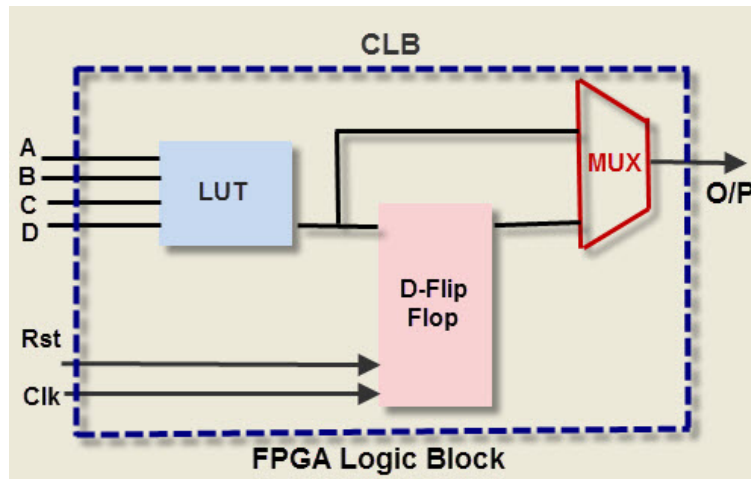 CLB
A
B
C
D
LUT
MUX
O/P
D-Flip
Flop
Rst
Clk
FPGA Logic Block